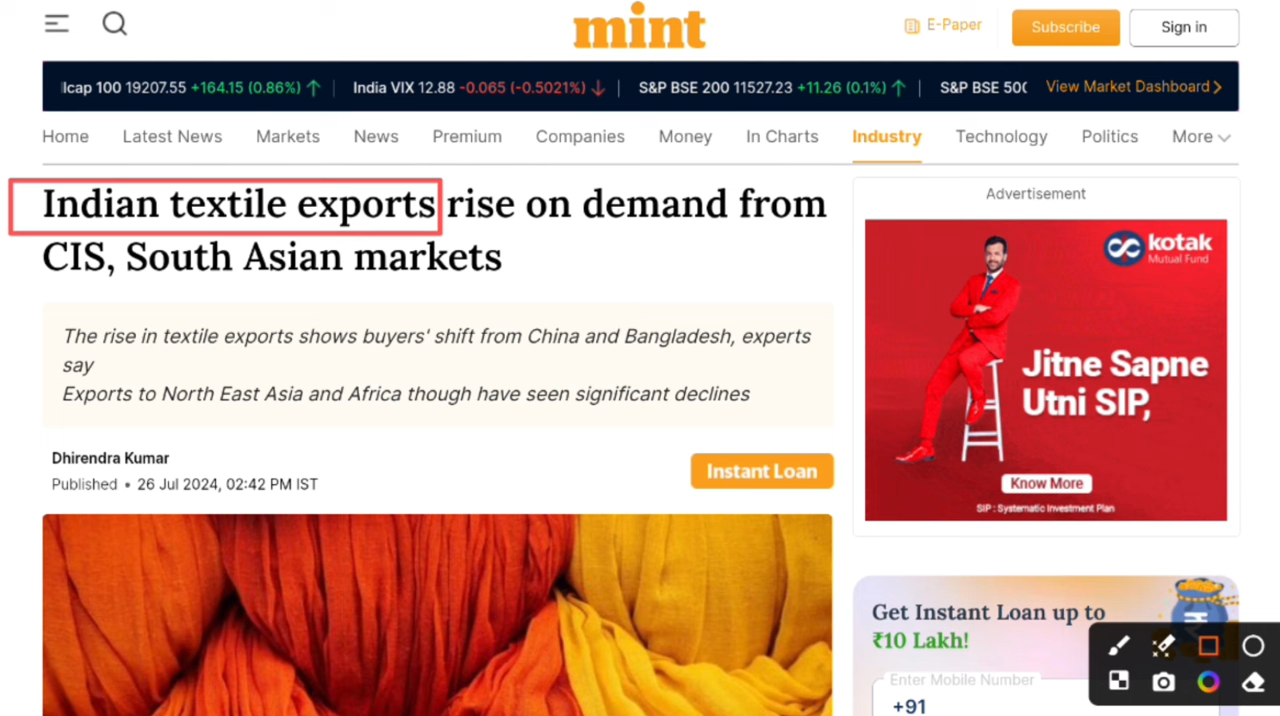 mint
E-Paper
Subscribe
Sign in
lcap 100 19207.55 +164.15 (0.86%)
India VIX 12.88 -0.065 (-0.5021%)
S&P BSE 200 11527.23 +11.26 (0.1%)
S&P BSE 500
View Market Dashboard
Home Latest News Markets News Premium Companies Money In Charts Industry Technology Politics More
Indian textile exports rise on demand from
CIS, South Asian markets
The rise in textile exports shows buyers' shift from China and Bangladesh, experts
say
Exports to North East Asia and Africa though have seen significant declines
Dhirendra Kumar
Published • 26 Jul 2024, 02:42 PM IST
Instant Loan
Advertisement
kotak
Mutual Fund
Jitne Sapne
Utni SIP,
Know More
SIP : Systematic Investment Plan
Get Instant Loan up to
₹10 Lakh!
Enter Mobile Number
+91